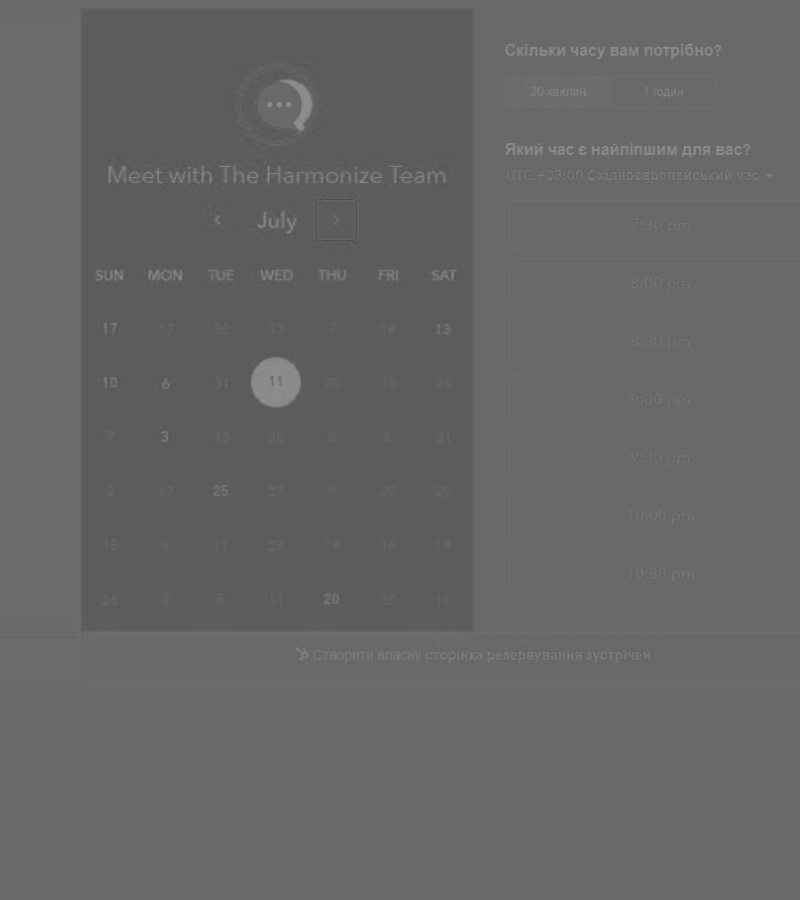 Meet with The Harmonize Team
July
SUN MON TUE WED THU FRI SAT
17 17 30 13 7 14 13
10 6 31 11 28 10 29
9 3 10 28 8 6 31
2 17 25 27 9 29 29
18 6 11 27 14 16 14
26 8 9 11 20 30 11
Скільки часу вам потрібно?
30 хвилин 1 годин
Який час є найліпшим для вас?
UTC +03:00 Східноєвропейський час
7:30 pm
8:00 pm
8:30 pm
9:00 pm
9:30 pm
10:00 pm
10:30 pm
Створити власну сторінка резервування зустрічей